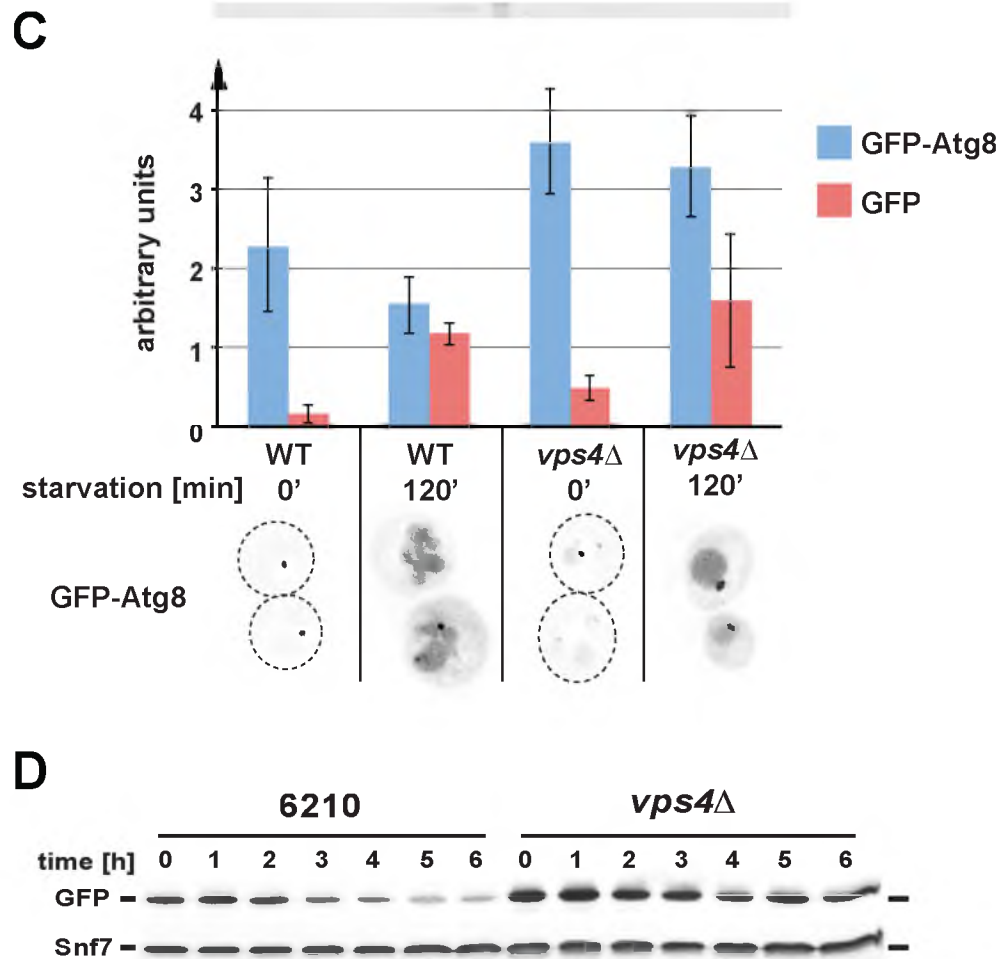 C
4
3
2
1
0
arbitrary units
GFP-Atg8
GFP
WT WT vps4Δ vps4Δ
starvation [min] 0' 120' 0' 120'
GFP-Atg8
D
6210 vps4Δ
time [h] 0 1 2 3 4 5 6 0 1 2 3 4 5 6
GFP
Snf7